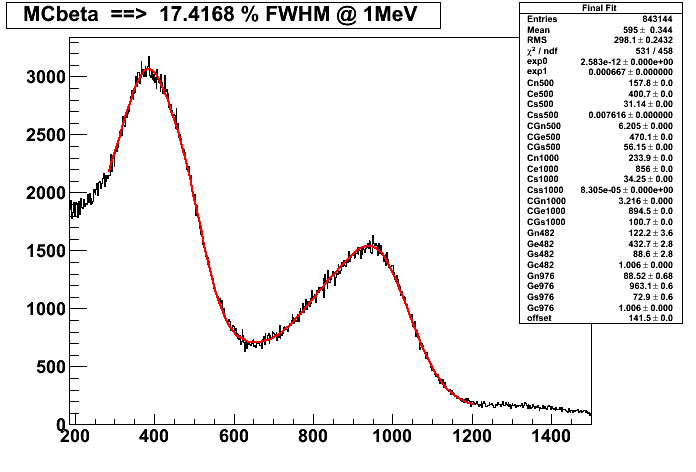 MCbeta ==> 17.4168 % FWHM @ 1MeV
Final Fit
Entries 843144
Mean 595 ± 0.344
RMS 298.1 ± 0.2432
χ² / ndf 531 / 458
exp0 2.583e-12 ± 0.000e+00
exp1 0.000667 ± 0.000000
Cn500 157.8 ± 0.0
Ce500 400.7 ± 0.0
Cs500 31.14 ± 0.0
Css500 0.007616 ± 0.000000
CGn500 6.205 ± 0.000
CGe500 470.1 ± 0.0
CGs500 56.15 ± 0.0
Cn1000 233.9 ± 0.0
Ce1000 856 ± 0.0
Cs1000 34.25 ± 0.0
Css1000 8.305e-05 ± 0.000e+00
CGn1000 3.216 ± 0.000
CGe1000 894.5 ± 0.0
CGs1000 100.7 ± 0.0
Gn482 122.2 ± 3.6
Ge482 432.7 ± 2.8
Gs482 88.6 ± 2.8
Gc482 1.006 ± 0.000
Gn976 88.52 ± 0.68
Ge976 963.1 ± 0.6
Gs976 72.9 ± 0.6
Gc976 1.006 ± 0.000
offset 141.5 ± 0.0
3000
2500
2000
1500
1000
500
0
200 400 600 800 1000 1200 1400